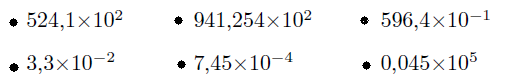 • 524,1×10² • 941,254×10² • 596,4×10⁻¹
• 3,3×10⁻² • 7,45×10⁻⁴ • 0,045×10⁵